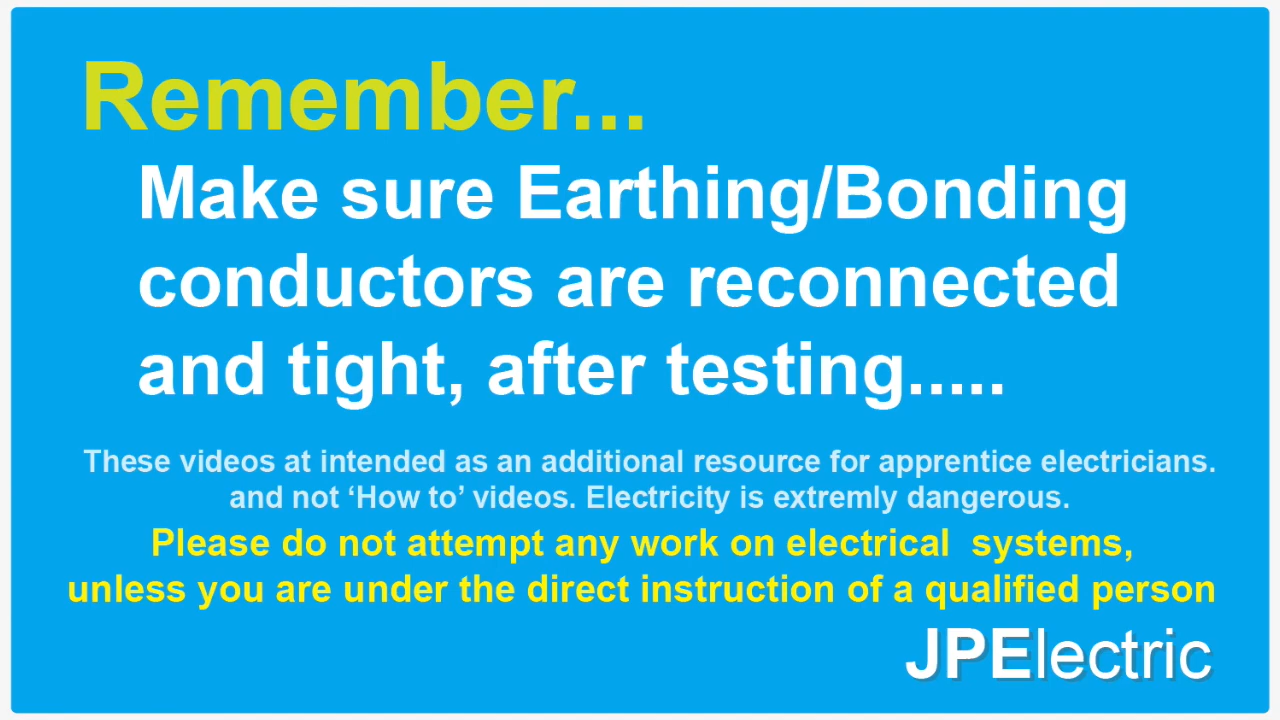 Remember...
Make sure Earthing/Bonding
conductors are reconnected
and tight, after testing.....
These videos at intended as an additional resource for apprentice electricians.
and not ‘How to’ videos. Electricity is extremly dangerous.
Please do not attempt any work on electrical  systems,
unless you are under the direct instruction of a qualified person
JPElectric